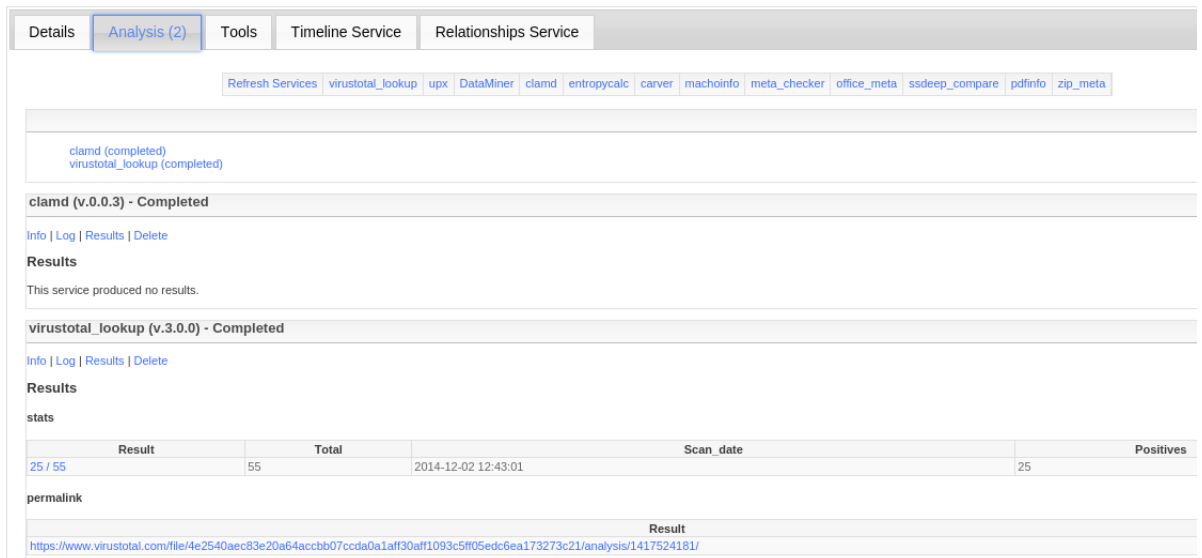 Details Analysis (2) Tools Timeline Service Relationships Service
Refresh Services virustotal_lookup upx DataMiner clamd entropycalc carver machoinfo meta_checker office_meta ssdeep_compare pdfinfo zip_meta
clamd (completed)
virustotal_lookup (completed)
clamd (v.0.0.3) - Completed
Info | Log | Results | Delete
Results
This service produced no results.
virustotal_lookup (v.3.0.0) - Completed
Info | Log | Results | Delete
Results
stats
Result Total Scan_date Positives
25 / 55 55 2014-12-02 12:43:01 25
permalink
Result
https://www.virustotal.com/file/4e2540aec83e20a64accbb07ccda0a1aff30aff1093c5ff05edc6ea173273c21/analysis/1417524181/